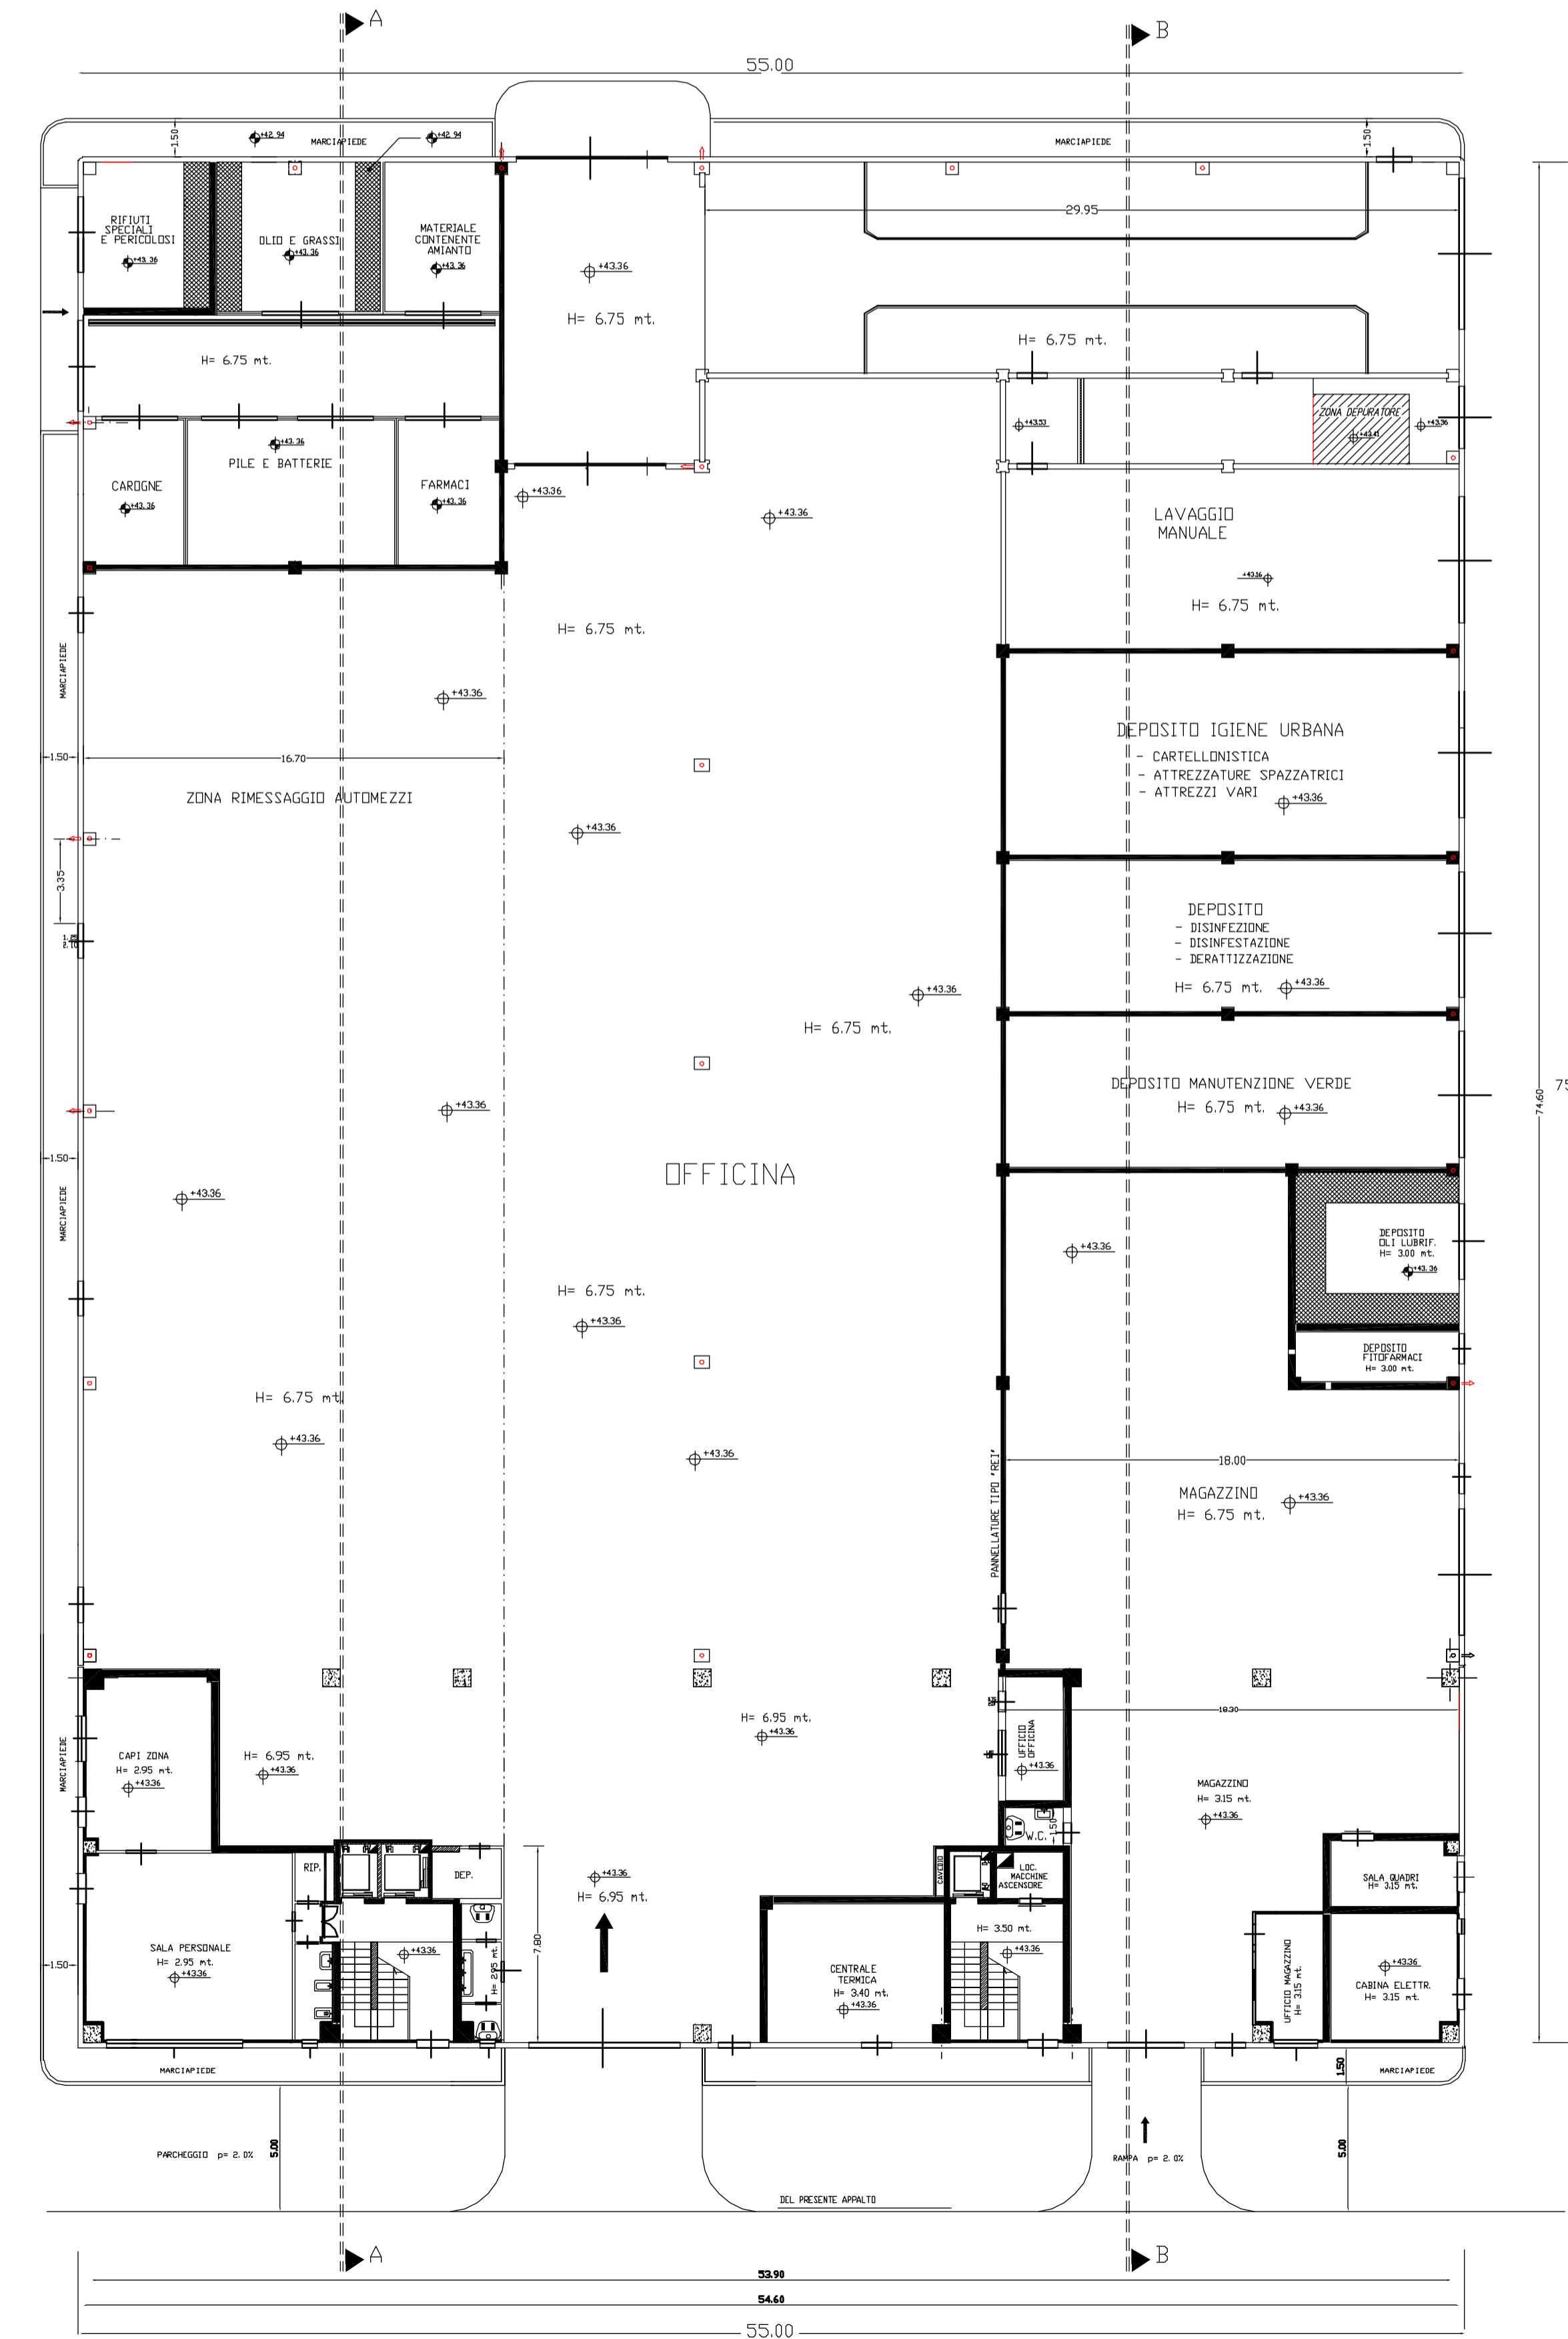 A
B
55.00
+42.94
+42.94
1.50
MARCIAPIEDE
MARCIAPIEDE
1.50
29.95
RIFIUTI
SPECIALI
E PERICOLOSI
+43.36
OLIO E GRASSI
+43.36
MATERIALE
CONTENENTE
AMIANTO
+43.36
+43.36
H= 6.75 mt.
H= 6.75 mt.
H= 6.75 mt.
ZONA DEPURATORE
+43.53
+43.36
PILE E BATTERIE
+43.36
CAROGNE
+43.36
FARMACI
+43.36
+43.36
+43.36
LAVAGGIO
MANUALE
H= 6.75 mt.
H= 6.75 mt.
MARCIAPIEDE
+43.36
1.50
16.70
ZONA RIMESSAGGIO AUTOMEZZI
DEPOSITO IGIENE URBANA
- CARTELLONISTICA
- ATTREZZATURE SPAZZATRICI
- ATTREZZI VARI
+43.36
+43.36
3.35
DEPOSITO
- DISINFEZIONE
- DISINFESTAZIONE
- DERATTIZZAZIONE
H= 6.75 mt.
+43.36
+43.36
H= 6.75 mt.
DEPOSITO MANUTENZIONE VERDE
H= 6.75 mt.
+43.36
74.60
75
+43.36
1.50
MARCIAPIEDE
OFFICINA
+43.36
+43.36
DEPOSITO
OLI LUBRIF.
H= 3.00 mt.
+43.36
H= 6.75 mt.
+43.36
DEPOSITO
FITOFARMACI
H= 3.00 mt.
H= 6.75 mt.
+43.36
+43.36
PANNELLATURE TIPO "REI"
18.00
MAGAZZINO
H= 6.75 mt.
+43.36
MARCIAPIEDE
CAPI ZONA
H= 2.95 mt.
+43.36
H= 6.95 mt.
+43.36
H= 6.95 mt.
+43.36
UFFICIO
OFFICINA
+43.36
18.30
MAGAZZINO
H= 3.15 mt.
+43.36
W.C.
1.50
RIP.
DEP.
+43.36
H= 6.95 mt.
CAVEDIO
LOC.
MACCHINE
ASCENSORE
SALA QUADRI
H= 3.15 mt.
SALA PERSONALE
H= 2.95 mt.
+43.36
+43.36
H= 2.95 mt.
7.80
CENTRALE
TERMICA
H= 3.40 mt.
+43.36
H= 3.50 mt.
+43.36
UFFICIO MAGAZZINO
H= 3.15 mt.
+43.36
CABINA ELETTR.
H= 3.15 mt.
1.50
MARCIAPIEDE
1.50
MARCIAPIEDE
PARCHEGGIO p= 2.0%
5.00
RAMPA p= 2.0%
5.00
DEL PRESENTE APPALTO
A
B
53.90
54.60
55.00